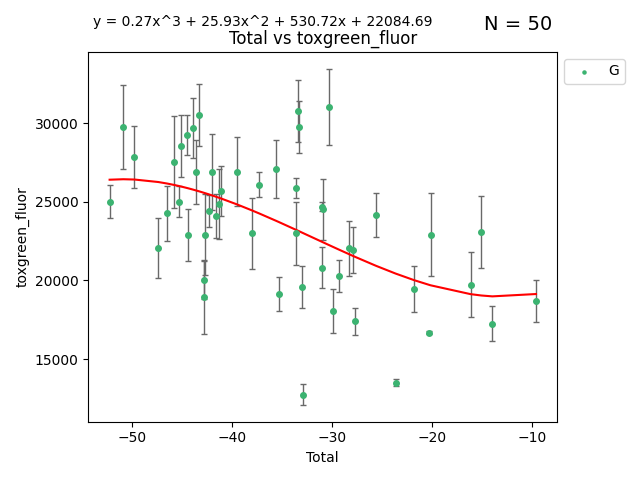 y = 0.27x^3 + 25.93x^2 + 530.72x + 22084.69
N = 50
Total vs toxgreen_fluor
G
30000
25000
20000
15000
toxgreen_fluor
−50 −40 −30 −20 −10
Total